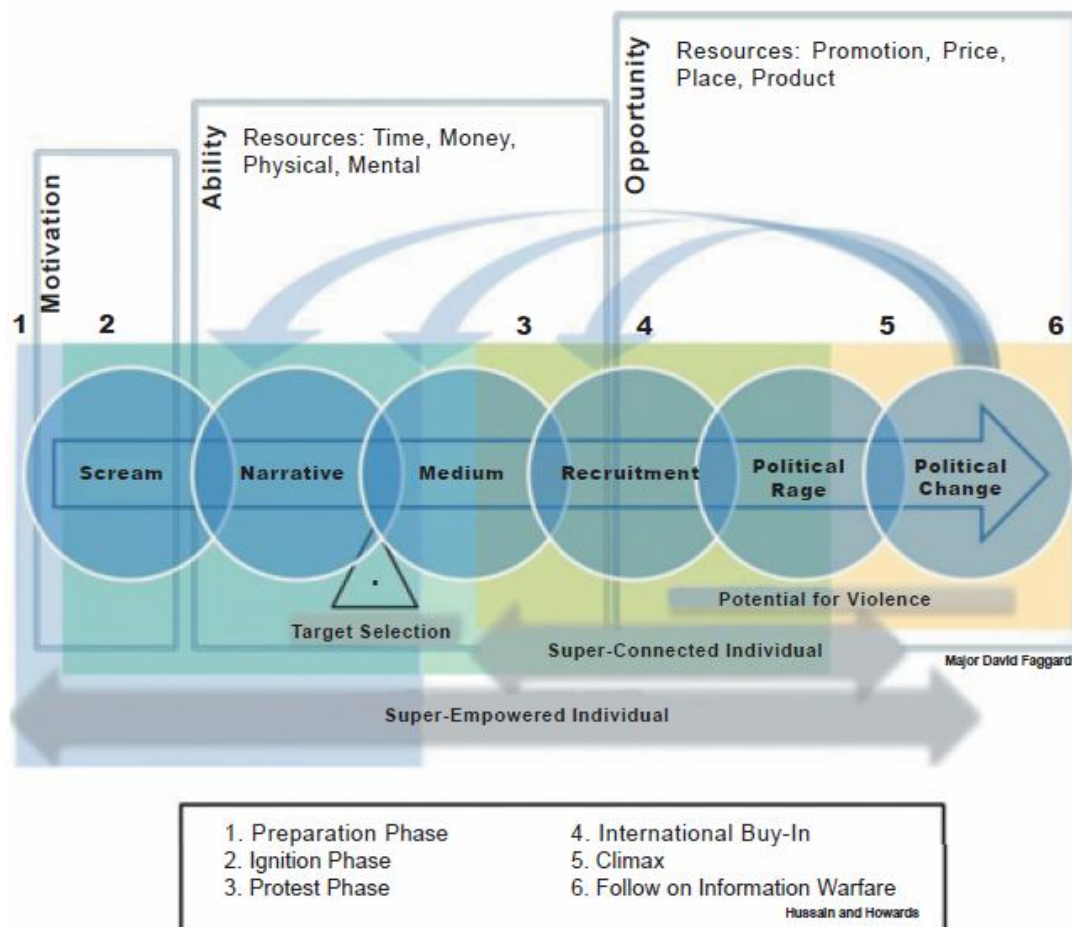 Motivation
Ability
Resources: Time, Money,
Physical, Mental
Opportunity
Resources: Promotion, Price,
Place, Product
1
2
3
4
5
6
Scream
Narrative
Medium
Recruitment
Political
Rage
Political
Change
Target Selection
Potential for Violence
Super-Connected Individual
Major David Faggard
Super-Empowered Individual
1. Preparation Phase
2. Ignition Phase
3. Protest Phase
4. International Buy-In
5. Climax
6. Follow on Information Warfare
Hussain and Howards